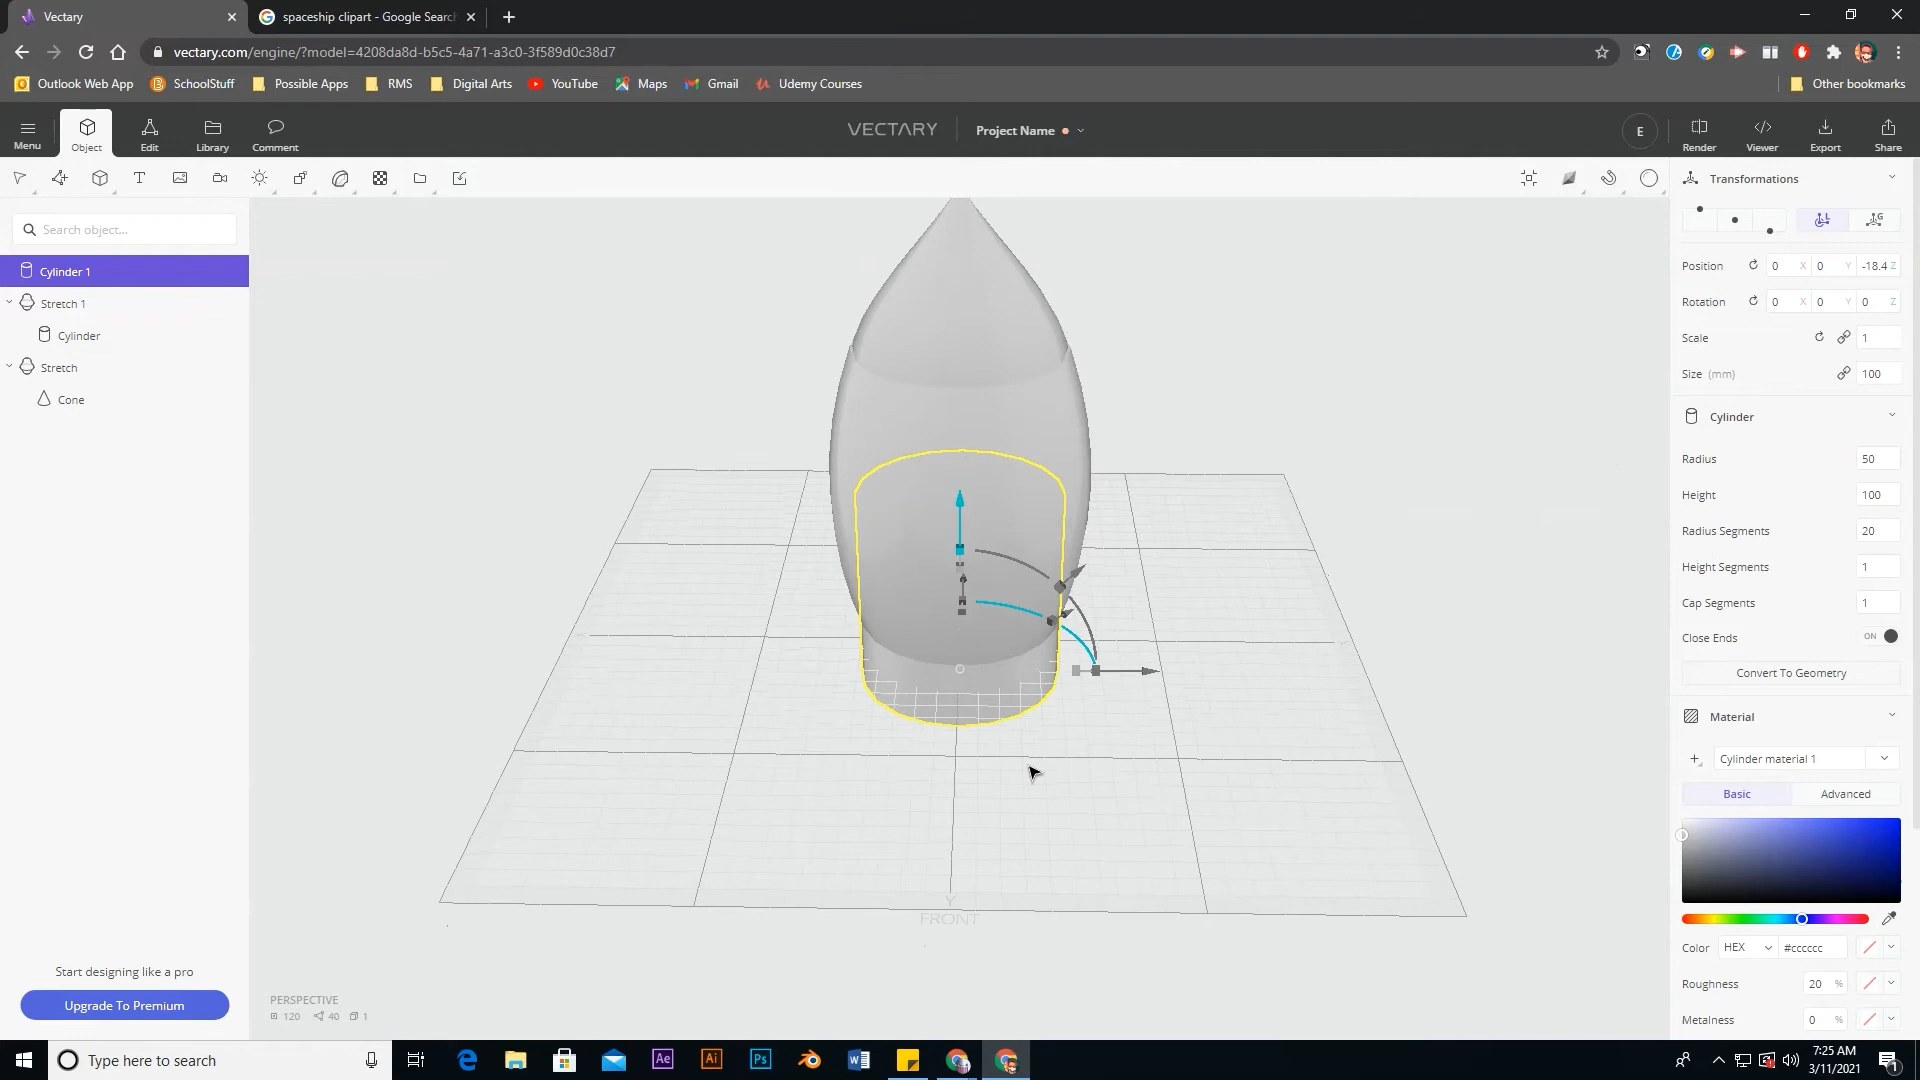 Vectary
spaceship clipart - Google Search
vectary.com/engine/?model=4208da8d-b5c5-4a71-a3c0-3f589d0c38d7
Outlook Web App SchoolStuff Possible Apps RMS Digital Arts YouTube Maps Gmail Udemy Courses Other bookmarks
Menu Object Edit Library Comment VECTARY Project Name E Render Viewer Export Share
T
Transformations
Search object...
Cylinder 1
Stretch 1
Cylinder
Stretch
Cone
Position 0 X 0 Y -18.4 Z
Rotation 0 X 0 Y 0 Z
Scale 1
Size (mm) 100
Cylinder
Radius 50
Height 100
Radius Segments 20
Height Segments 1
Cap Segments 1
Close Ends ON
Convert To Geometry
Material
Cylinder material 1
Basic Advanced
Color HEX #cccccc
Roughness 20 %
Metalness 0 %
Y
FRONT
Start designing like a pro
Upgrade To Premium
PERSPECTIVE
120 40 1
Type here to search
Ae Ai Ps
7:25 AM
3/11/2021
1